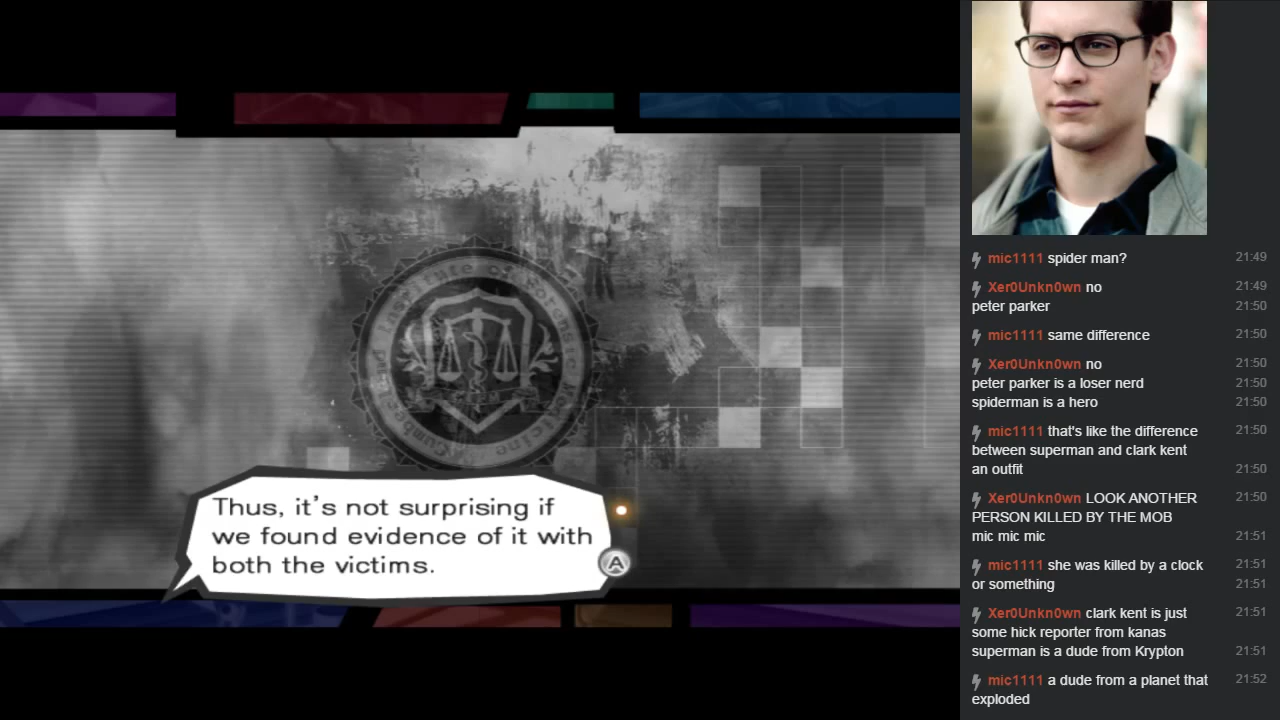 Institute of Forensic Medicine
Cumberland
CIFM
Thus, it's not surprising if
we found evidence of it with
both the victims.
A
mic1111 spider man? 21:49
Xer0Unkn0wn no 21:49
peter parker 21:50
mic1111 same difference 21:50
Xer0Unkn0wn no 21:50
peter parker is a loser nerd 21:50
spiderman is a hero 21:50
mic1111 that's like the difference 21:50
between superman and clark kent
an outfit 21:50
Xer0Unkn0wn LOOK ANOTHER 21:50
PERSON KILLED BY THE MOB
mic mic mic 21:51
mic1111 she was killed by a clock 21:51
or something 21:51
Xer0Unkn0wn clark kent is just 21:51
some hick reporter from kanas
superman is a dude from Krypton 21:51
mic1111 a dude from a planet that 21:52
exploded